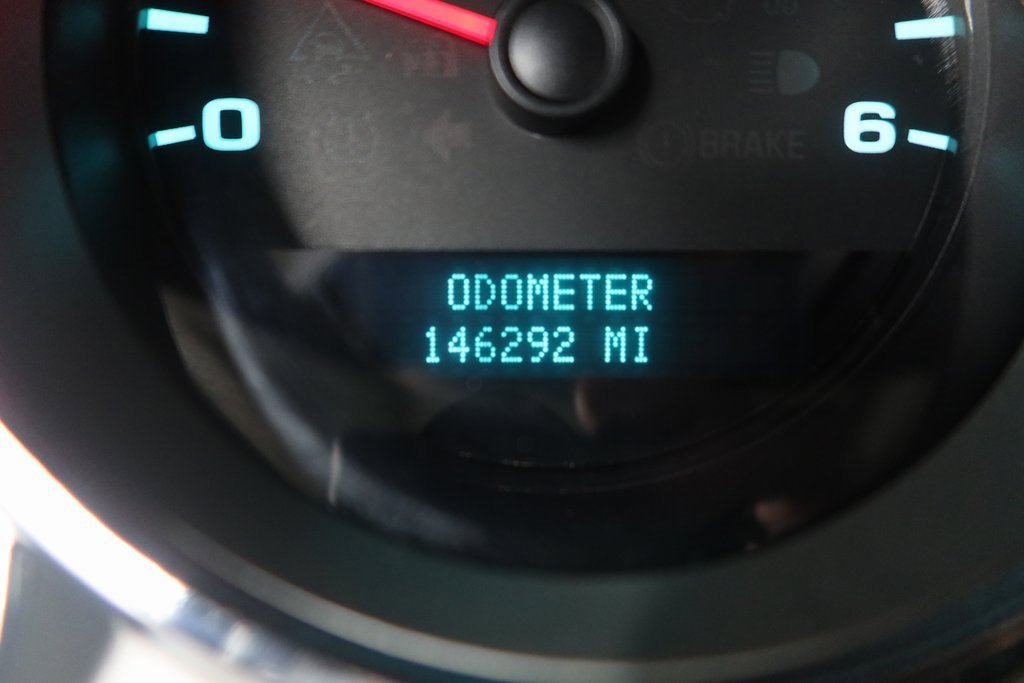 0
6
BRAKE
ODOMETER
146292 MI